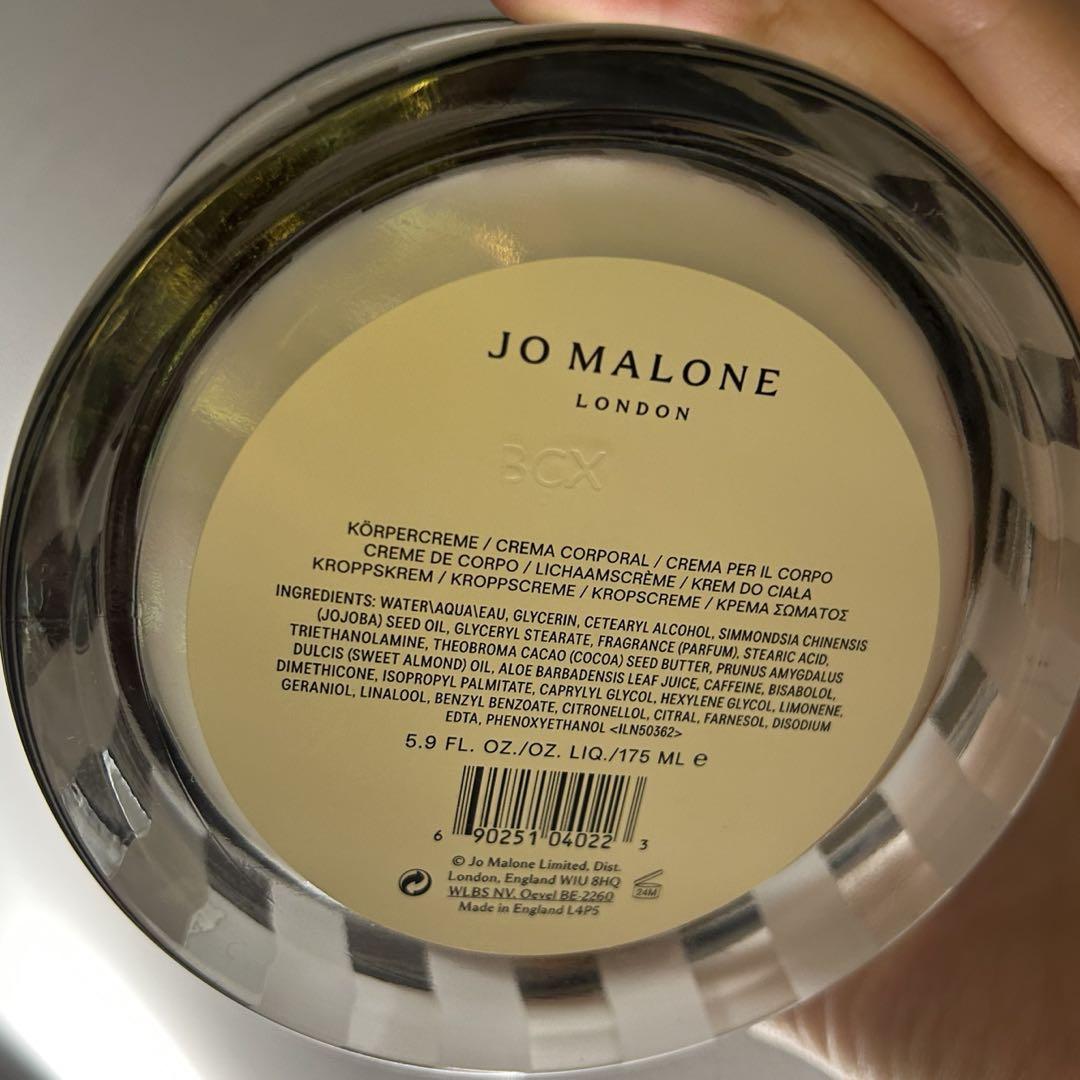 JO MALONE
LONDON
BCX
KÖRPERCREME / CREMA CORPORAL / CREMA PER IL CORPO
CREME DE CORPO / LICHAAMSCRÈME / KREM DO CIAŁA
KROPPSKREM / KROPPSCREME / KROPSCREME / ΚΡΕΜΑ ΣΩΜΑΤΟΣ
INGREDIENTS: WATER\AQUA\EAU, GLYCERIN, CETEARYL ALCOHOL, SIMMONDSIA CHINENSIS
(JOJOBA) SEED OIL, GLYCERYL STEARATE, FRAGRANCE (PARFUM), STEARIC ACID,
TRIETHANOLAMINE, THEOBROMA CACAO (COCOA) SEED BUTTER, PRUNUS AMYGDALUS
DULCIS (SWEET ALMOND) OIL, ALOE BARBADENSIS LEAF JUICE, CAFFEINE, BISABOLOL,
DIMETHICONE, ISOPROPYL PALMITATE, CAPRYLYL GLYCOL, HEXYLENE GLYCOL, LIMONENE,
GERANIOL, LINALOOL, BENZYL BENZOATE, CITRONELLOL, CITRAL, FARNESOL, DISODIUM
EDTA, PHENOXYETHANOL <ILN50362>
5.9 FL. OZ./OZ. LIQ./175 ML ℮
6 90251 04022 3
© Jo Malone Limited, Dist.
London, England W1U 8HQ
WLBS NV. Oevel BE-2260
Made in England L4P5
24M